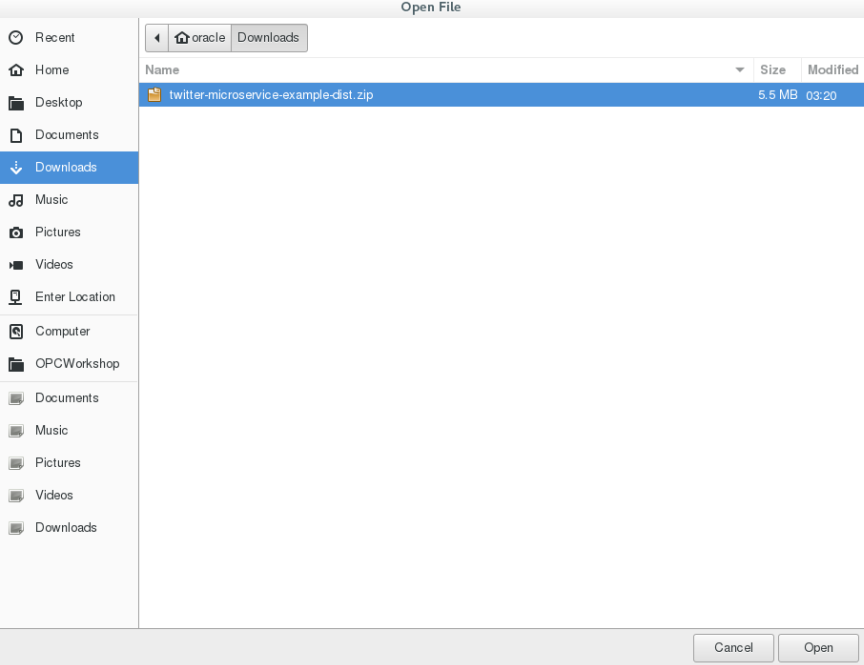 Open File
Recent
Home
Desktop
Documents
Downloads
Music
Pictures
Videos
Enter Location
Computer
OPCWorkshop
Documents
Music
Pictures
Videos
Downloads
oracle Downloads
Name Size Modified
twitter-microservice-example-dist.zip 5.5 MB 03:20
Cancel Open